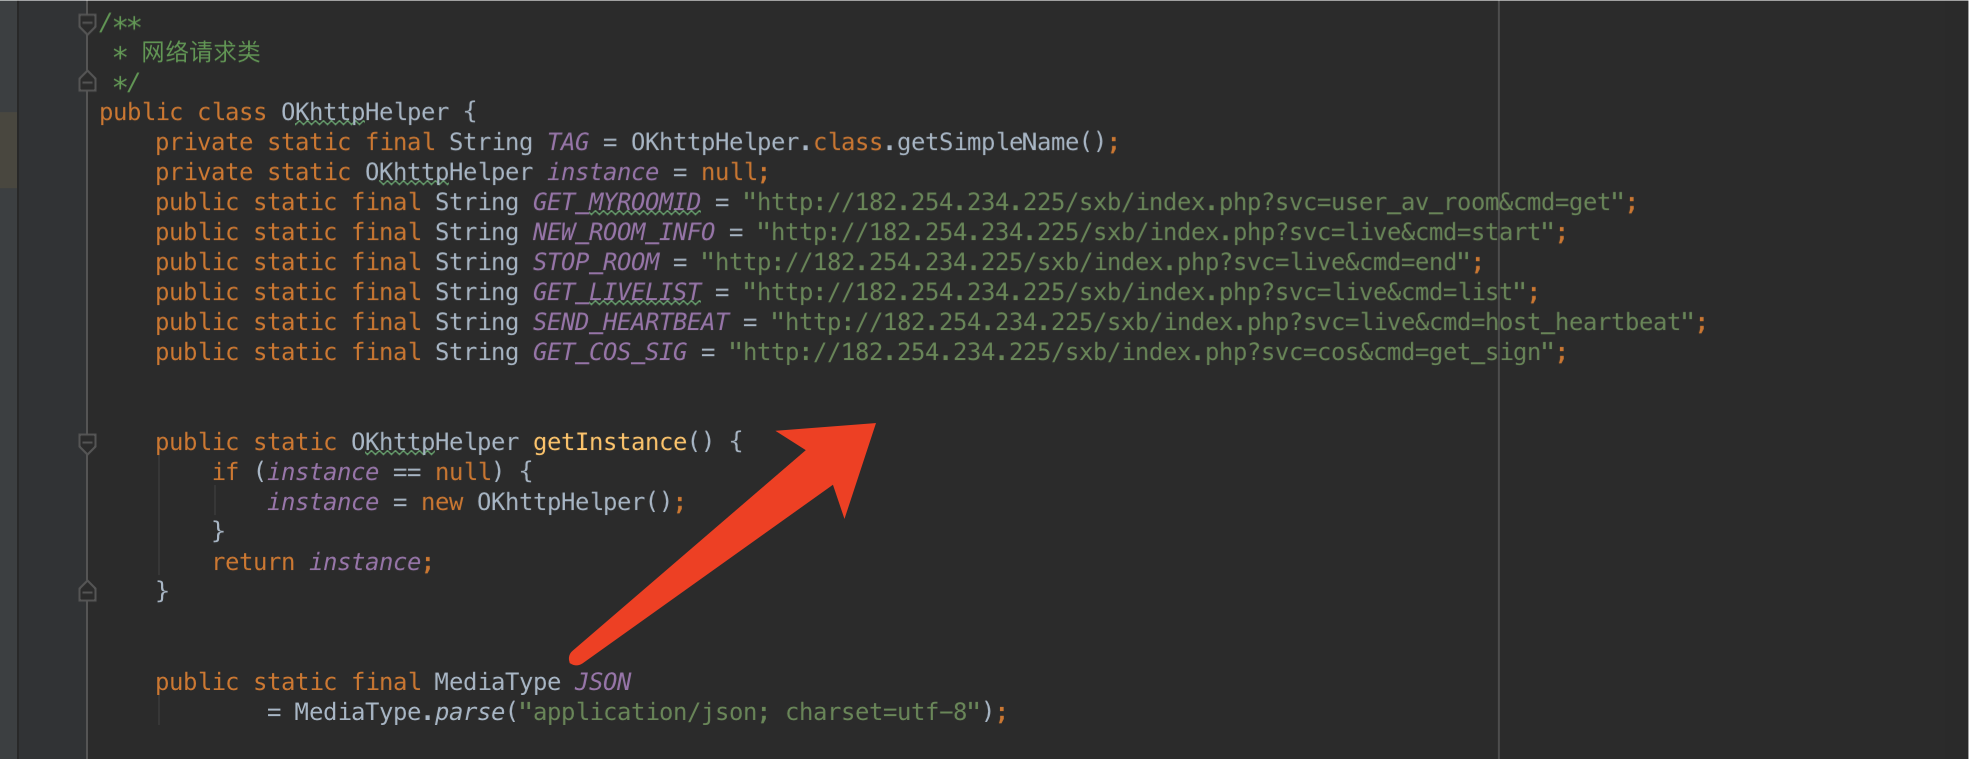 /**
 * 网络请求类
 */
public class OKhttpHelper {
    private static final String TAG = OKhttpHelper.class.getSimpleName();
    private static OKhttpHelper instance = null;
    public static final String GET_MYROOMID = "http://182.254.234.225/sxb/index.php?svc=user_av_room&cmd=get";
    public static final String NEW_ROOM_INFO = "http://182.254.234.225/sxb/index.php?svc=live&cmd=start";
    public static final String STOP_ROOM = "http://182.254.234.225/sxb/index.php?svc=live&cmd=end";
    public static final String GET_LIVELIST = "http://182.254.234.225/sxb/index.php?svc=live&cmd=list";
    public static final String SEND_HEARTBEAT = "http://182.254.234.225/sxb/index.php?svc=live&cmd=host_heartbeat";
    public static final String GET_COS_SIG = "http://182.254.234.225/sxb/index.php?svc=cos&cmd=get_sign";
    public static OKhttpHelper getInstance() {
        if (instance == null) {
            instance = new OKhttpHelper();
        }
        return instance;
    }
    public static final MediaType JSON
            = MediaType.parse("application/json; charset=utf-8");